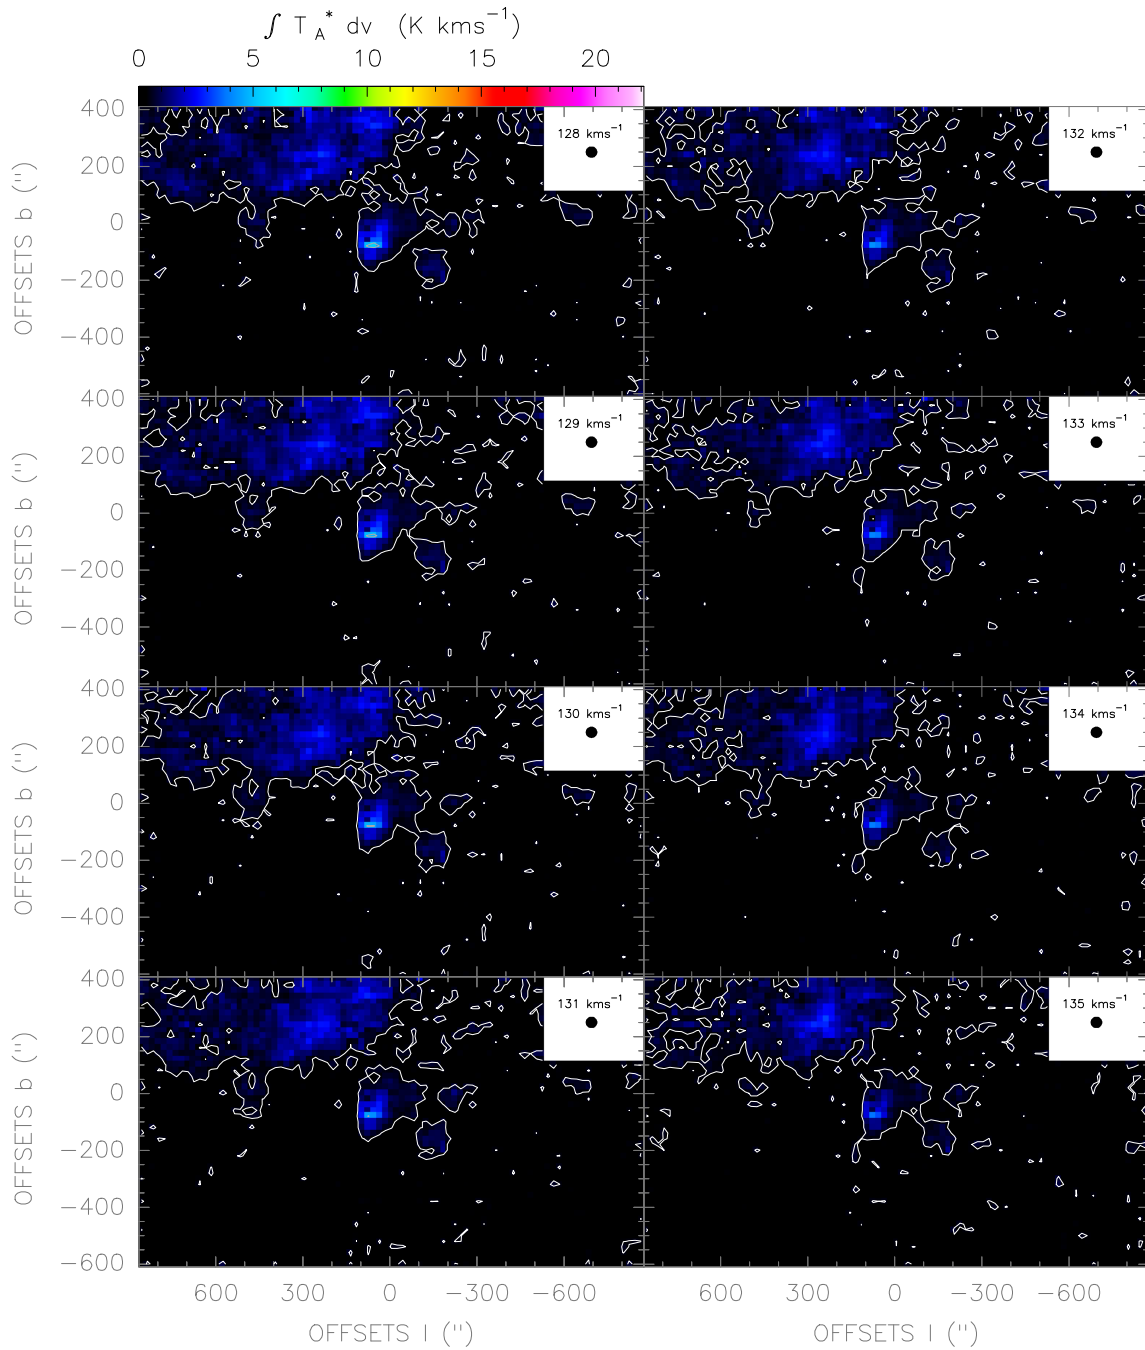 ∫ T_A^* dv (K kms⁻¹)
0 5 10 15 20
400
200
0
−200
−400
OFFSETS b (")
128 kms⁻¹
132 kms⁻¹
400
200
0
−200
−400
OFFSETS b (")
129 kms⁻¹
133 kms⁻¹
400
200
0
−200
−400
OFFSETS b (")
130 kms⁻¹
134 kms⁻¹
400
200
0
−200
−400
−600
OFFSETS b (")
131 kms⁻¹
135 kms⁻¹
600 300 0 −300 −600
600 300 0 −300 −600
OFFSETS l (")
OFFSETS l (")